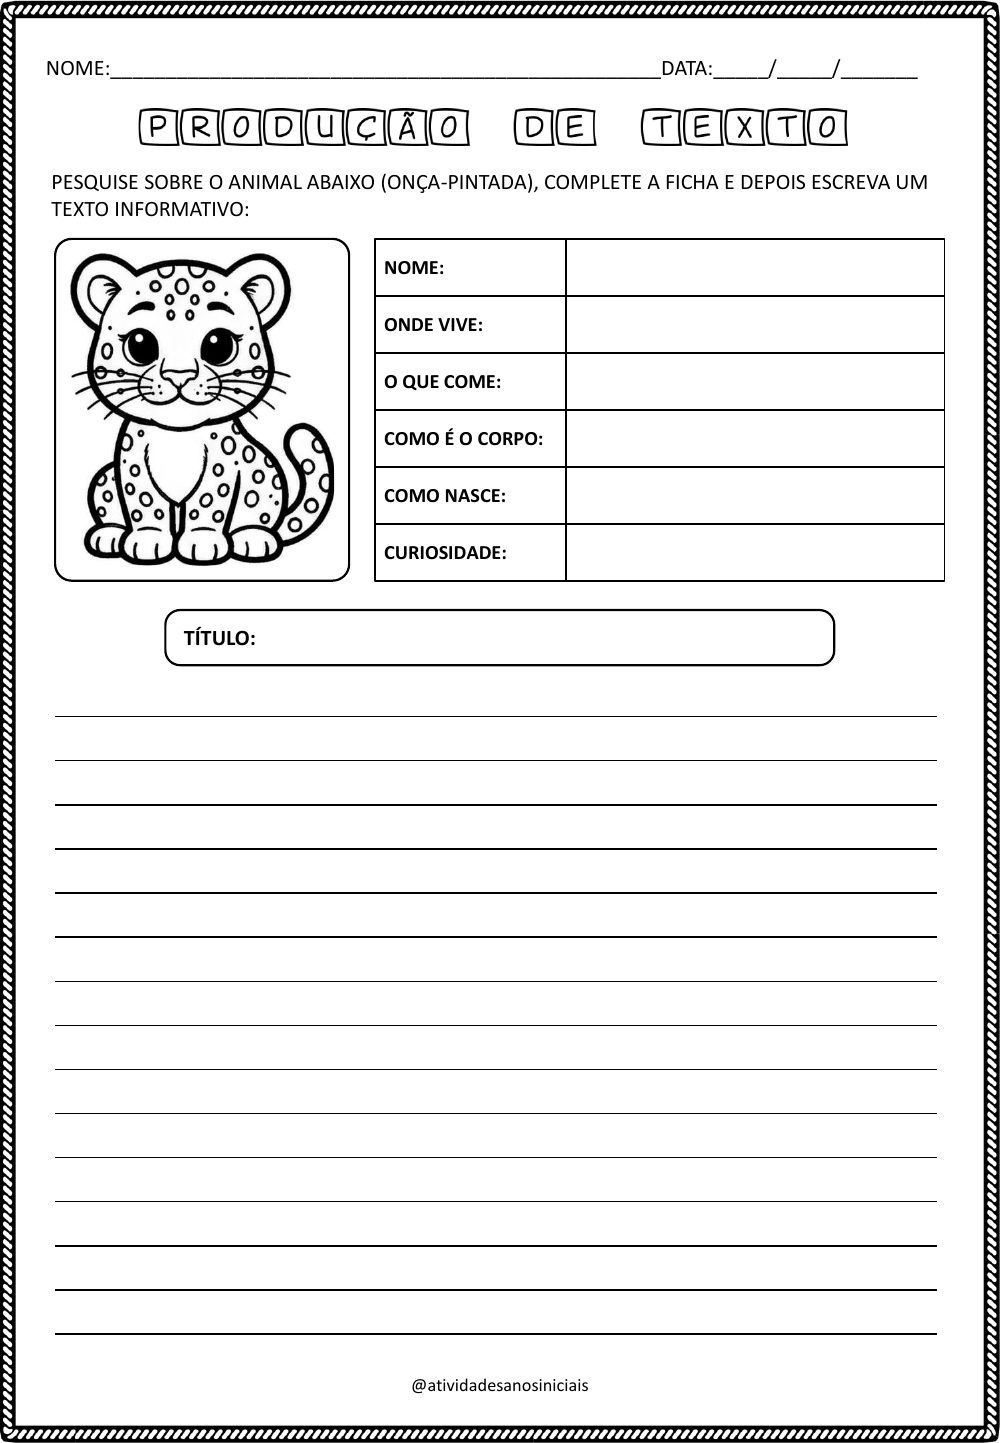 NOME:__________________________________________________DATA:_____/_____/_______
PRODUÇÃO DE TEXTO
PESQUISE SOBRE O ANIMAL ABAIXO (ONÇA-PINTADA), COMPLETE A FICHA E DEPOIS ESCREVA UM
TEXTO INFORMATIVO:
NOME:
ONDE VIVE:
O QUE COME:
COMO É O CORPO:
COMO NASCE:
CURIOSIDADE:
TÍTULO:
@atividadesanosiniciais